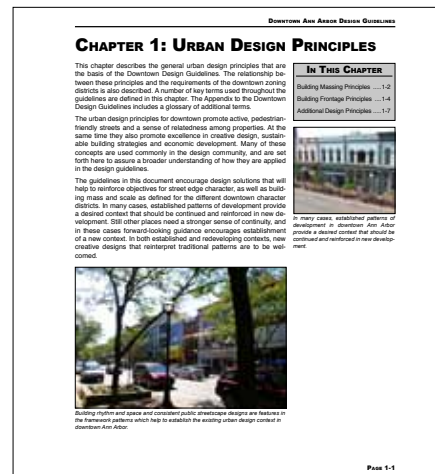 Downtown Ann Arbor Design Guidelines
Chapter 1: Urban Design Principles
This chapter describes the general urban design principles that are
the basis of the Downtown Design Guidelines. The relationship be-
tween these principles and the requirements of the downtown zoning
districts is also described. A number of key terms used throughout the
guidelines are defined in this chapter. The Appendix to the Downtown
Design Guidelines includes a glossary of additional terms.
The urban design principles for downtown promote active, pedestrian-
friendly streets and a sense of relatedness among properties. At the
same time they also promote excellence in creative design, sustain-
able building strategies and economic development. Many of these
concepts are used commonly in the design community, and are set
forth here to assure a broader understanding of how they are applied
in the design guidelines.
The guidelines in this document encourage design solutions that will
help to reinforce objectives for street edge character, as well as build-
ing mass and scale as defined for the different downtown character
districts. In many cases, established patterns of development provide
a desired context that should be continued and reinforced in new de-
velopment. Still other places need a stronger sense of continuity, and
in these cases forward-looking guidance encourages establishment
of a new context. In both established and redeveloping contexts, new
creative designs that reinterpret traditional patterns are to be wel-
comed.
In This Chapter
Building Massing Principles .....1-2
Building Frontage Principles ....1-4
Additional Design Principles ....1-7
In many cases, established patterns of
development in downtown Ann Arbor
provide a desired context that should be
continued and reinforced in new develop-
ment.
Building rhythm and space and consistent public streetscape designs are features in
the framework patterns which help to establish the existing urban design context in
downtown Ann Arbor.
Page 1-1